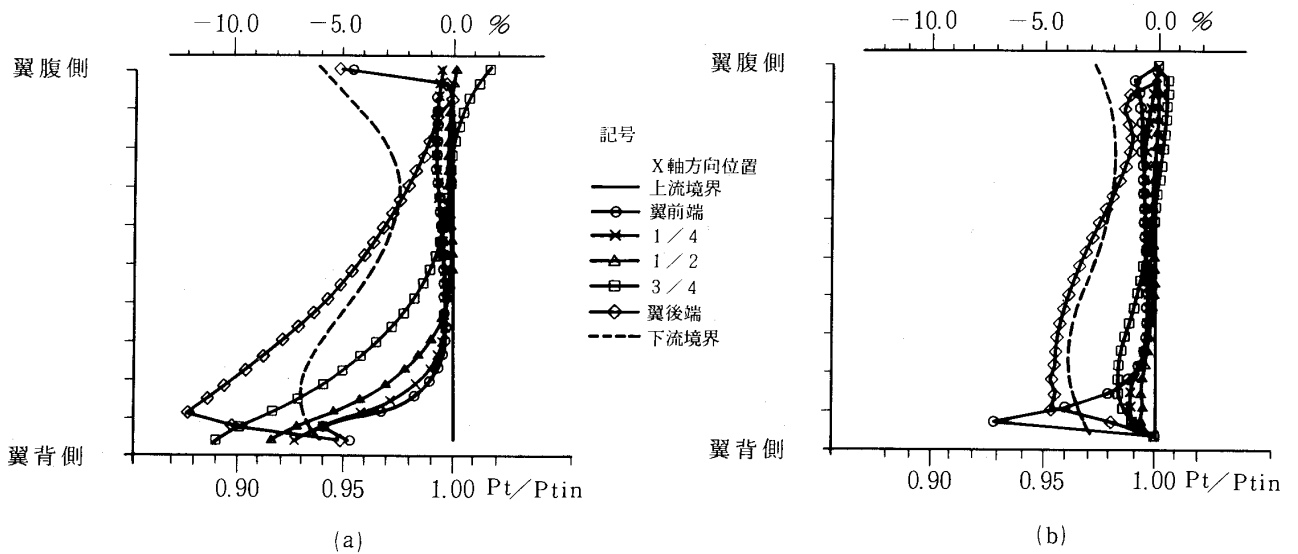 -10.0 -5.0 0.0 %
翼腹側
翼背側
0.90 0.95 1.00 Pt/Ptin
(a)
記号
X軸方向位置
上流境界
翼前端
1/4
1/2
3/4
翼後端
下流境界
-10.0 -5.0 0.0 %
翼腹側
翼背側
0.90 0.95 1.00 Pt/Ptin
(b)